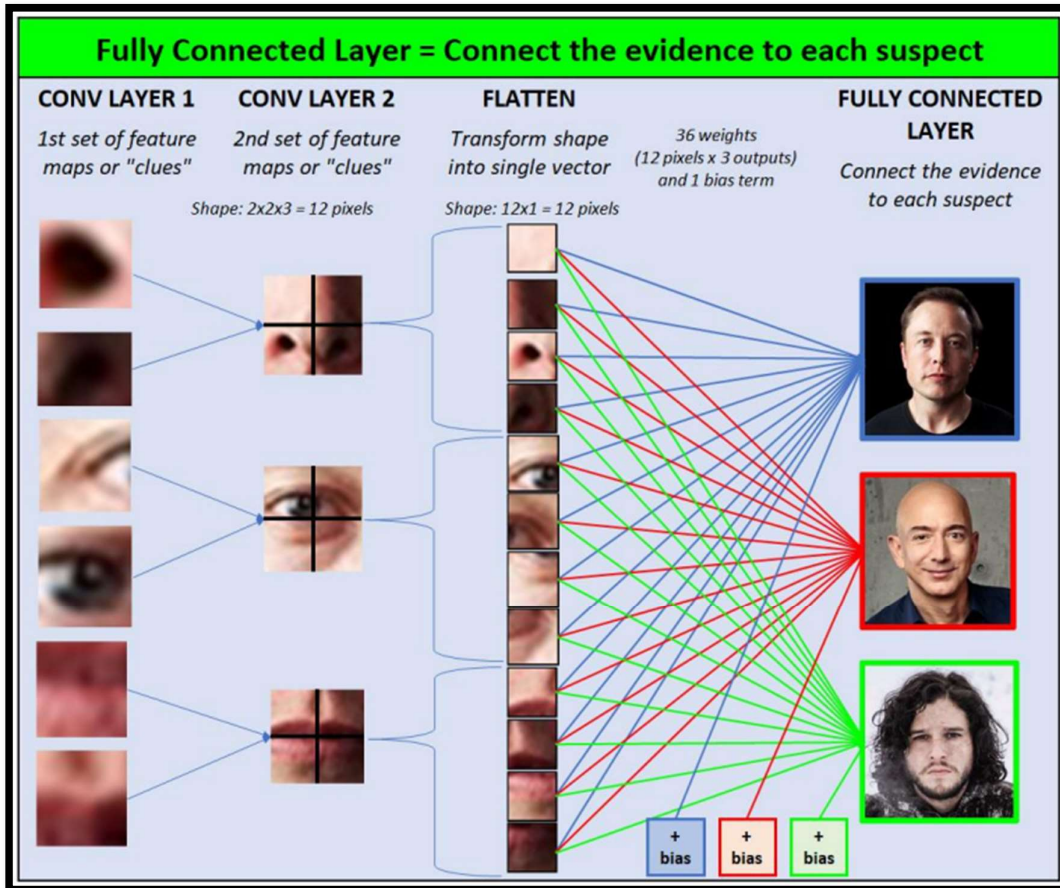 Fully Connected Layer = Connect the evidence to each suspect
CONV LAYER 1
1st set of feature
maps or "clues"
CONV LAYER 2
2nd set of feature
maps or "clues"
Shape: 2x2x3 = 12 pixels
FLATTEN
Transform shape
into single vector
Shape: 12x1 = 12 pixels
36 weights
(12 pixels x 3 outputs)
and 1 bias term
FULLY CONNECTED
LAYER
Connect the evidence
to each suspect
+
bias
+
bias
+
bias